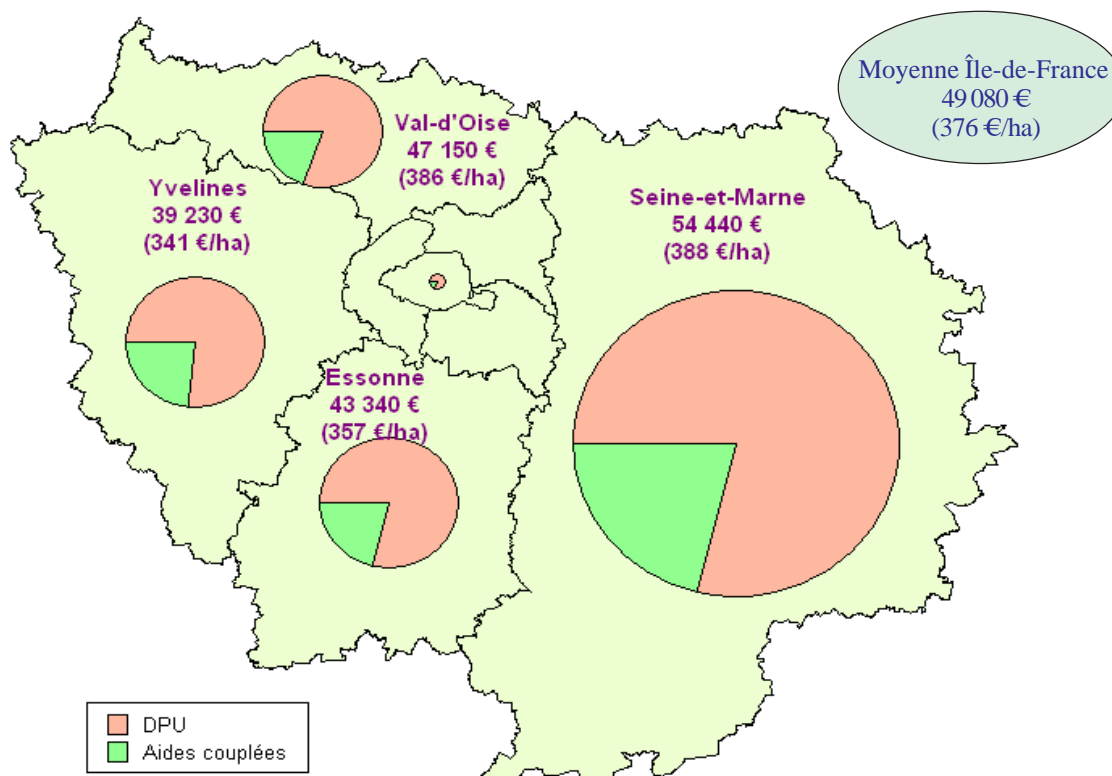 Moyenne Île-de-France
49 080 €
(376 €/ha)
Val-d'Oise
47 150 €
(386 €/ha)
Yvelines
39 230 €
(341 €/ha)
Seine-et-Marne
54 440 €
(388 €/ha)
Essonne
43 340 €
(357 €/ha)
DPU
Aides couplées